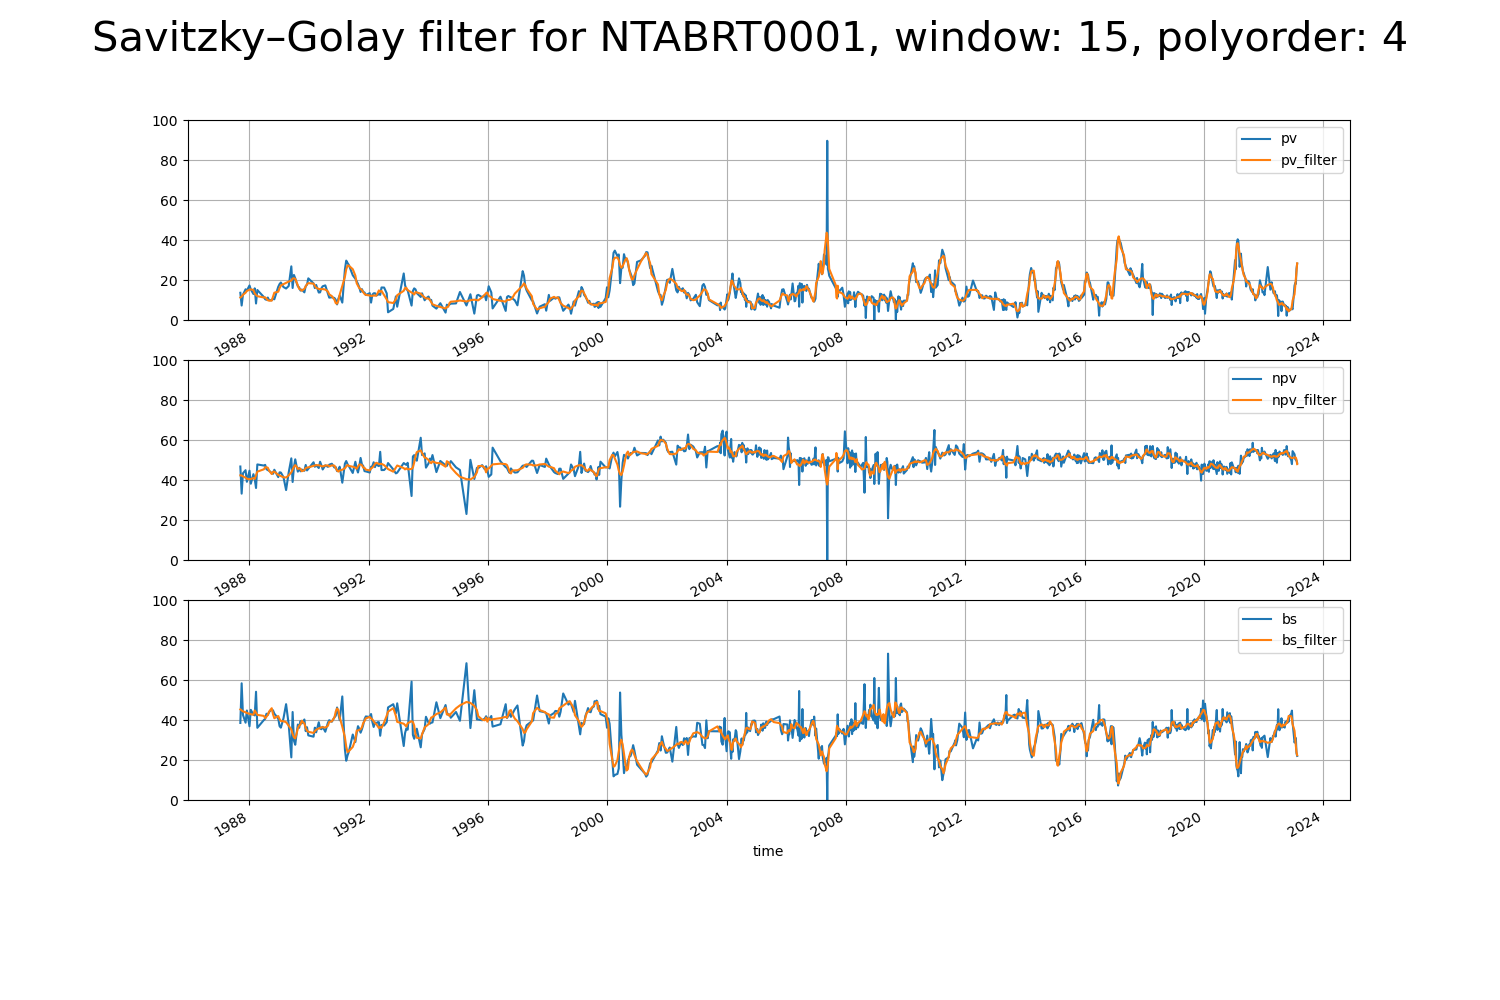 Savitzky–Golay filter for NTABRT0001, window: 15, polyorder: 4
100
80
60
40
20
0
pv
pv_filter
1988 1992 1996 2000 2004 2008 2012 2016 2020 2024
100
80
60
40
20
0
npv
npv_filter
1988 1992 1996 2000 2004 2008 2012 2016 2020 2024
100
80
60
40
20
0
bs
bs_filter
1988 1992 1996 2000 2004 2008 2012 2016 2020 2024
time